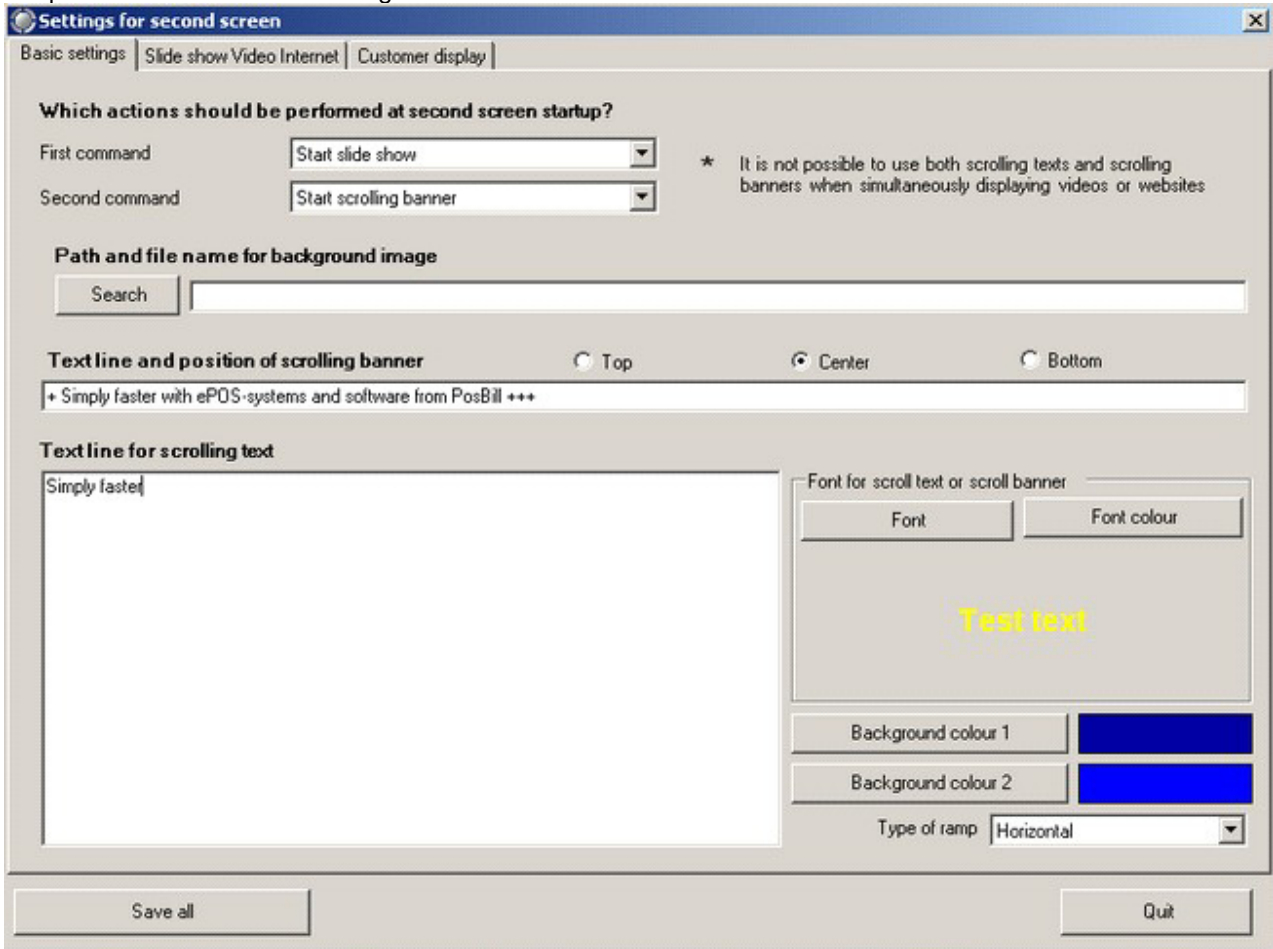 Settings for second screen
Basic settings Slide show Video Internet Customer display
Which actions should be performed at second screen startup?
First command Start slide show
* It is not possible to use both scrolling texts and scrolling
banners when simultaneously displaying videos or websites
Second command Start scrolling banner
Path and file name for background image
Search
Text line and position of scrolling banner Top Center Bottom
+ Simply faster with ePOS-systems and software from PosBill +++
Text line for scrolling text
Simply faster
Font for scroll text or scroll banner
Font Font colour
Test text
Background colour 1
Background colour 2
Type of ramp Horizontal
Save all Quit